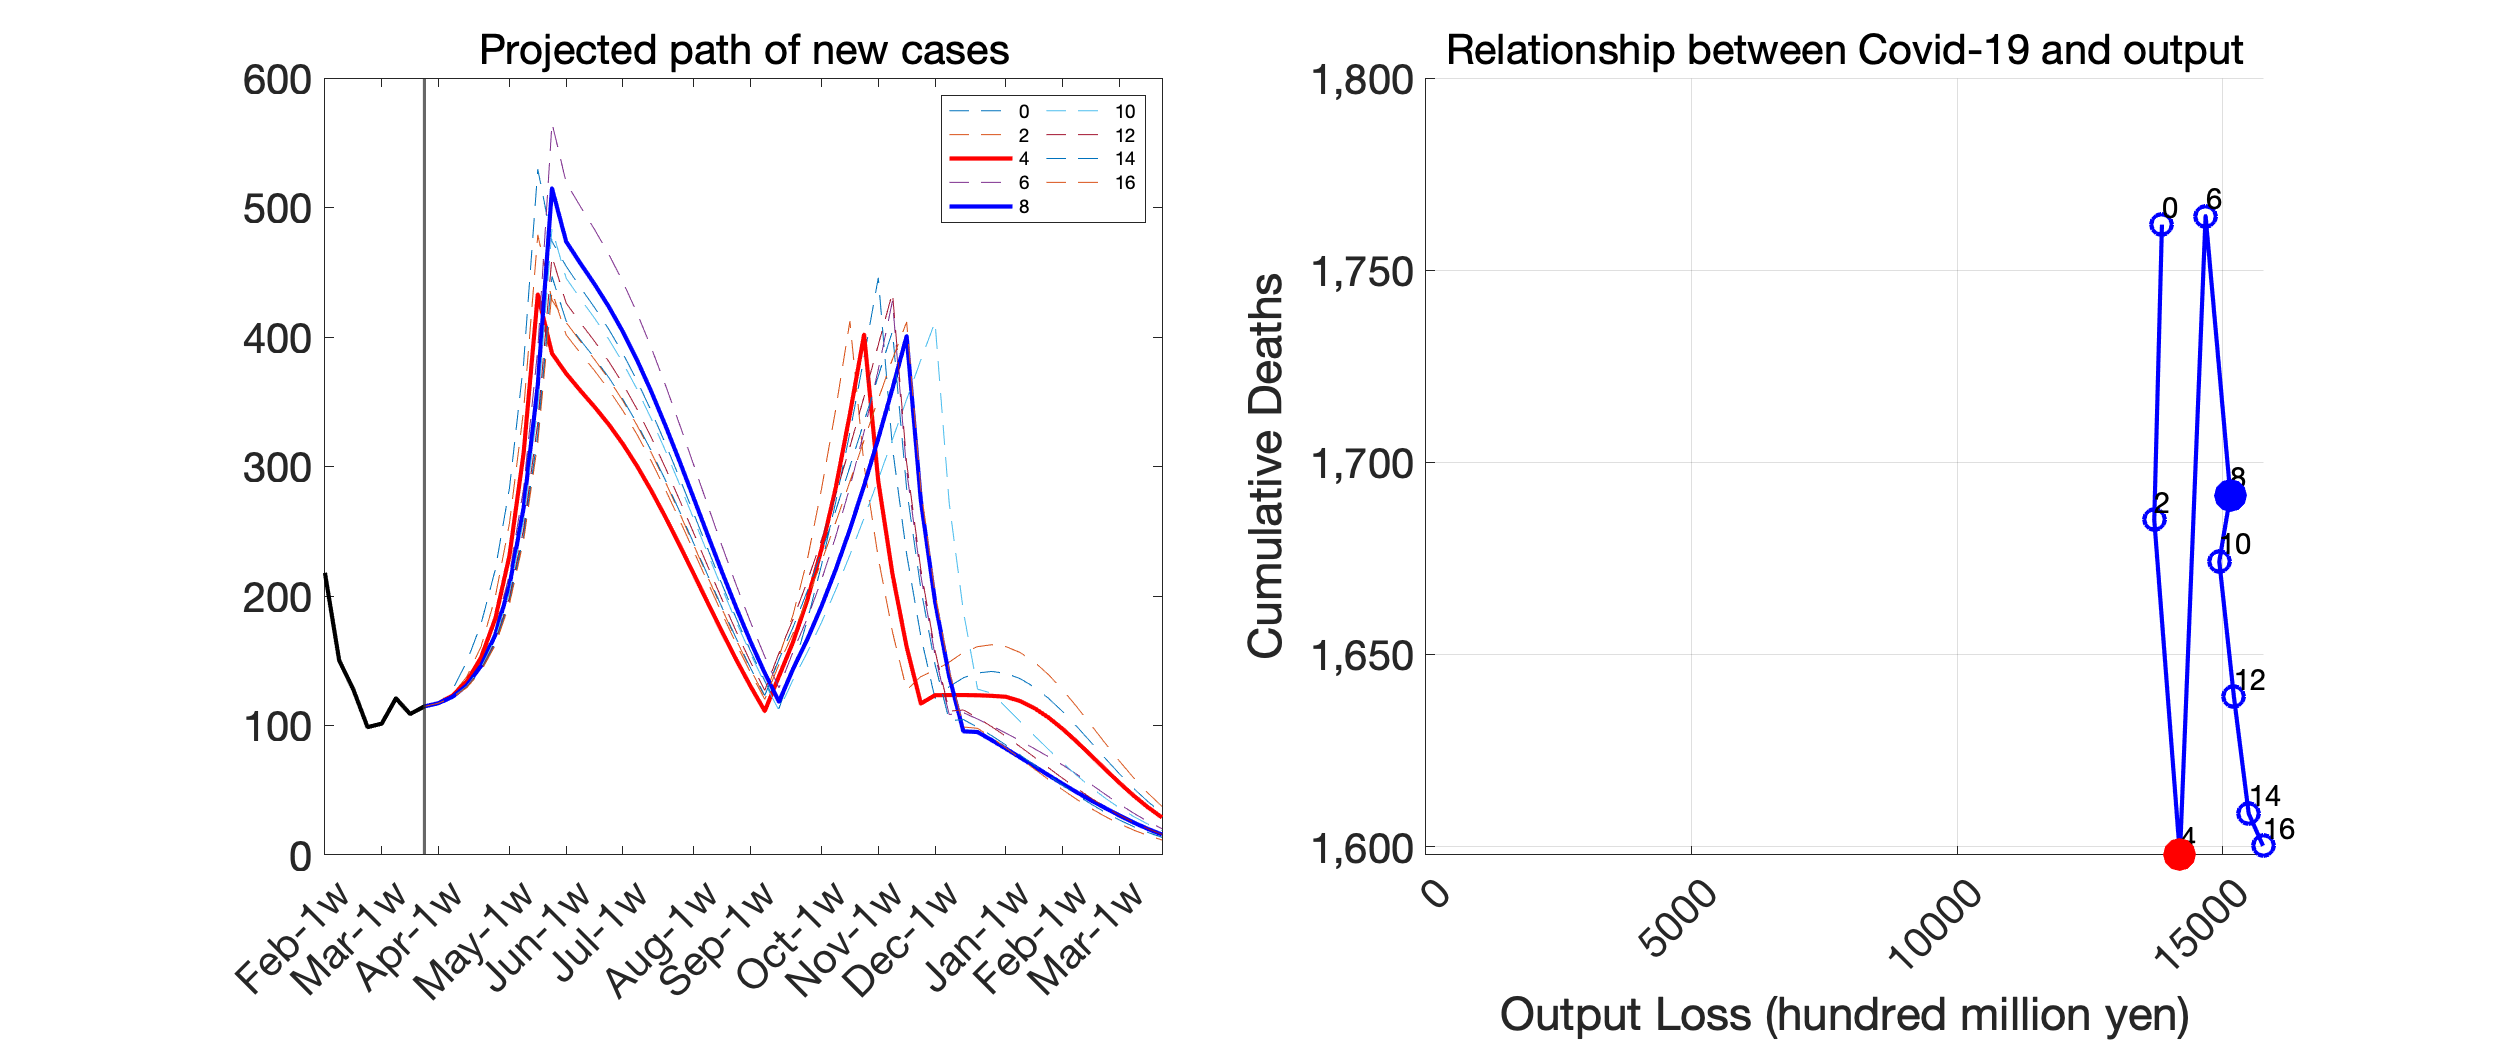 Projected path of new cases
600
500
400
300
200
100
0
0 10
2 12
4 14
6 16
8
Feb-1w
Mar-1w
Apr-1w
May-1w
Jun-1w
Jul-1w
Aug-1w
Sep-1w
Oct-1w
Nov-1w
Dec-1w
Jan-1w
Feb-1w
Mar-1w
Relationship between Covid-19 and output
Cumulative Deaths
1,800
1,750
1,700
1,650
1,600
0
6
8
2
10
12
14
16
4
0
5000
10000
15000
Output Loss (hundred million yen)